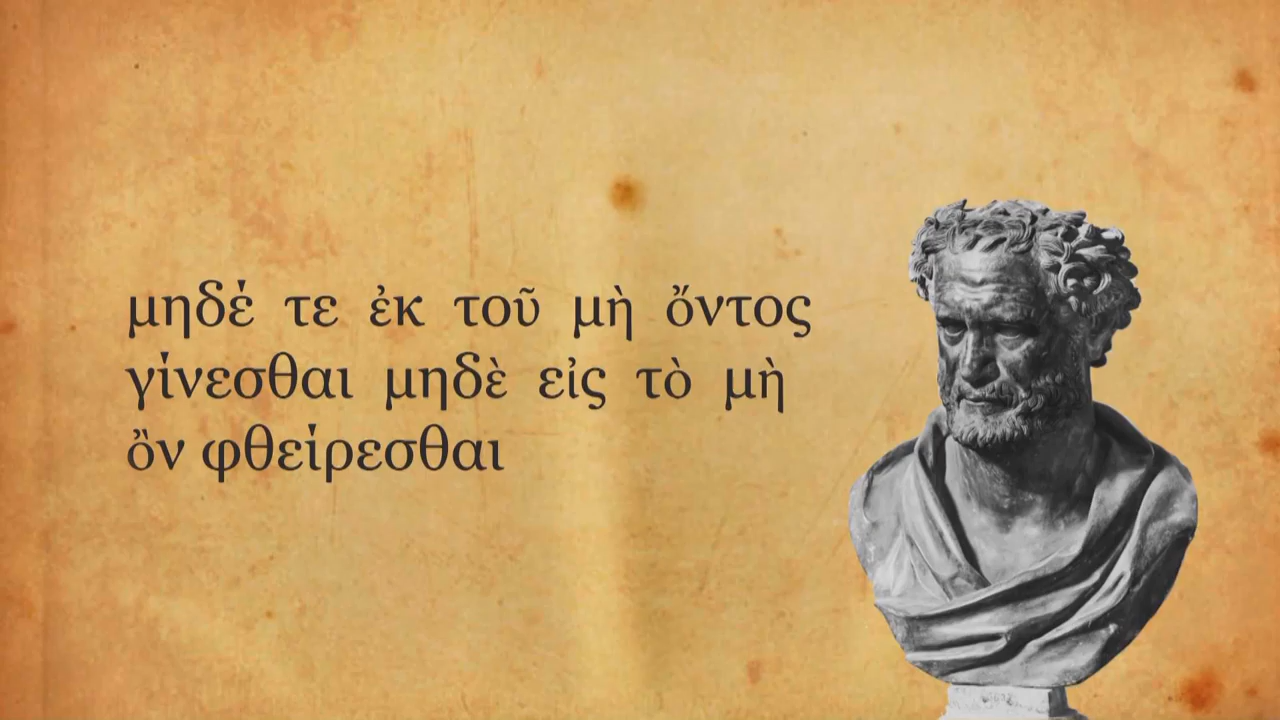 μηδέ τε ἐκ τοῦ μὴ ὄντος
γίνεσθαι μηδὲ εἰς τὸ μὴ
ὂν φθείρεσθαι